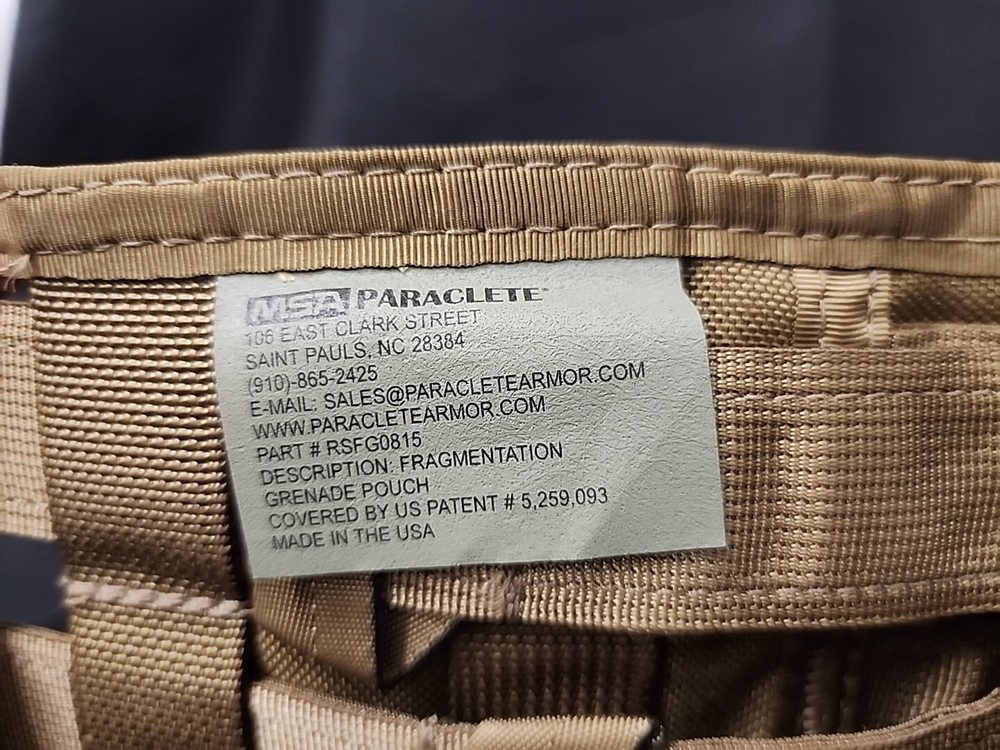 MSA PARACLETE
106 EAST CLARK STREET
SAINT PAULS, NC 28384
(910)-865-2425
E-MAIL: SALES@PARACLETEARMOR.COM
WWW.PARACLETEARMOR.COM
PART # RSFG0815
DESCRIPTION: FRAGMENTATION
GRENADE POUCH
COVERED BY US PATENT # 5,259,093
MADE IN THE USA